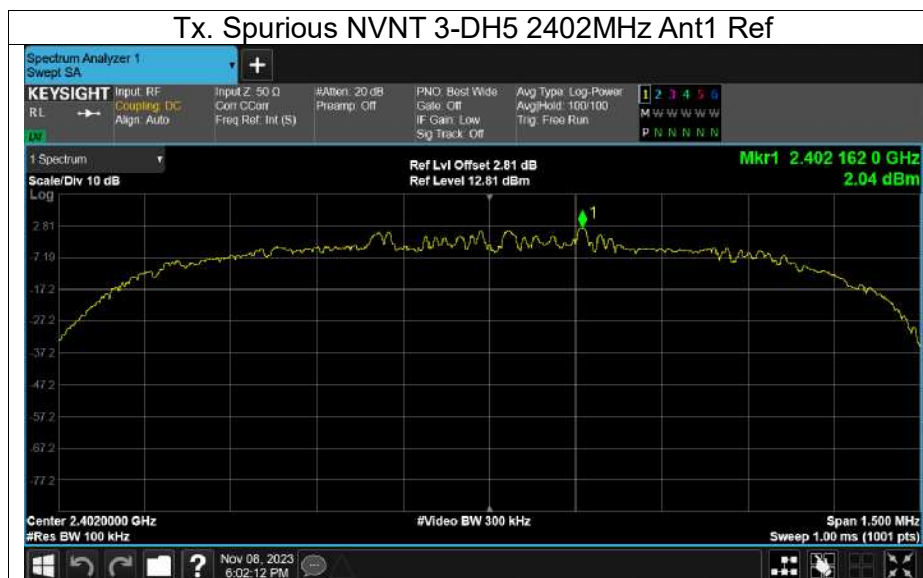 Tx. Spurious NVNT 3-DH5 2402MHz Ant1 Ref
Spectrum Analyzer 1
Swept SA
+
KEYSIGHT Input: RF Input Z: 50 Ω #Atten: 20 dB PNO: Best Wide Avg Type: Log-Power 1 2 3 4 5 6
RL Coupling: DC Corr CCorr Preamp: Off Gate: Off Avg|Hold: 100/100 M W W W W W
Align: Auto Freq Ref: Int (S) IF Gain: Low Trig: Free Run P N N N N N
Sig Track: Off
LXI
1 Spectrum Ref Lvl Offset 2.81 dB Mkr1 2.402 162 0 GHz
Scale/Div 10 dB Ref Level 12.81 dBm 2.04 dBm
Log
1
2.81
-7.19
-17.2
-27.2
-37.2
-47.2
-57.2
-67.2
-77.2
Center 2.4020000 GHz #Video BW 300 kHz Span 1.500 MHz
#Res BW 100 kHz Sweep 1.00 ms (1001 pts)
? Nov 08, 2023
6:02:12 PM